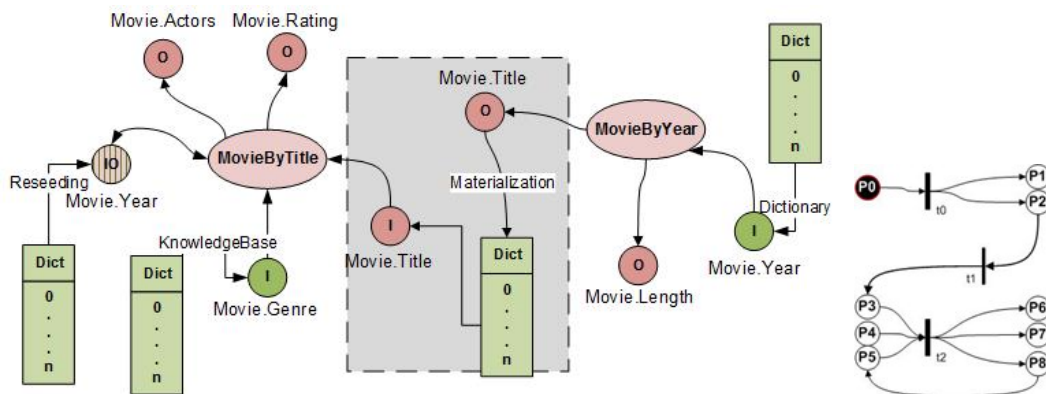 Movie.Actors
Movie.Rating
O
O
MovieByTitle
IO
Reseeding
Movie.Year
Dict
0
.
.
.
n
Dict
0
.
.
.
n
KnowledgeBase
I
Movie.Genre
Movie.Title
O
Materialization
I
Movie.Title
Dict
0
.
.
.
n
MovieByYear
O
Movie.Length
Dict
0
.
.
.
n
Dictionary
I
Movie.Year
P0
t0
P1
P2
t1
P3
P4
P5
t2
P6
P7
P8